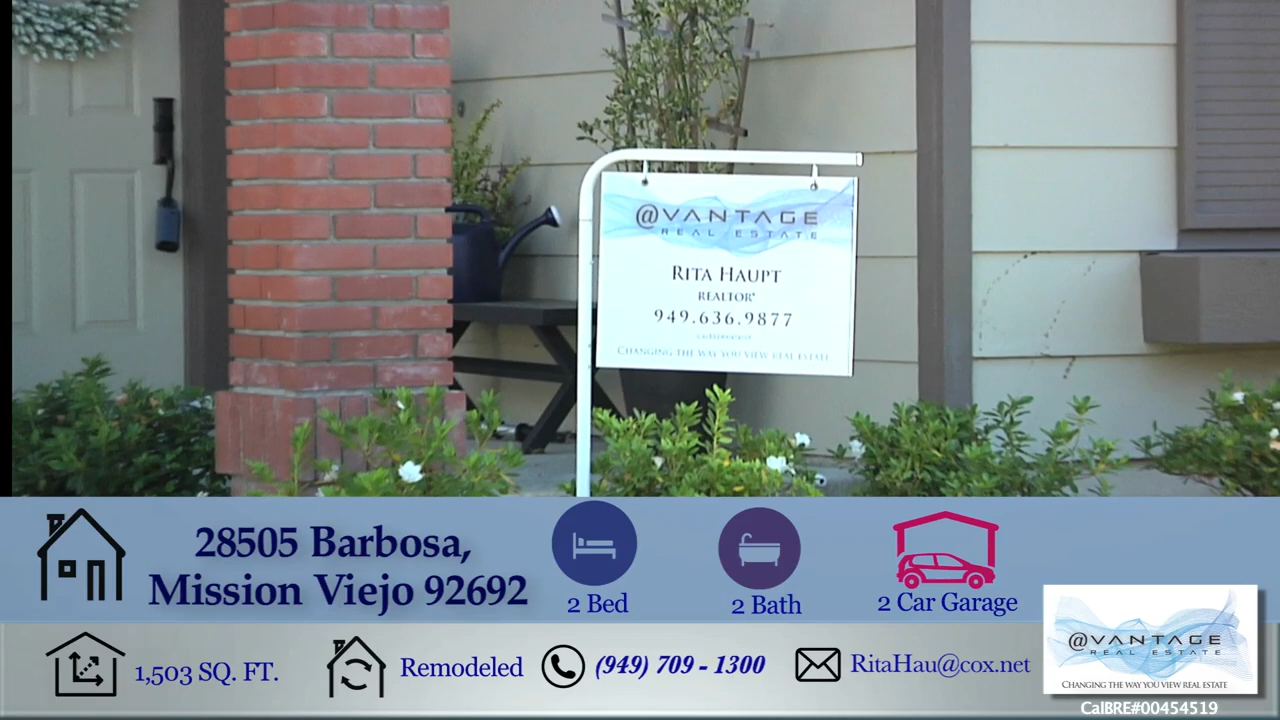 @VANTAGE
REAL ESTATE
RITA HAUPT
REALTOR®
949.636.9877
CHANGING THE WAY YOU VIEW REAL ESTATE
28505 Barbosa,
Mission Viejo 92692
2 Bed
2 Bath
2 Car Garage
1,503 SQ. FT.
Remodeled
(949) 709 - 1300
RitaHau@cox.net
@VANTAGE
REAL ESTATE
CHANGING THE WAY YOU VIEW REAL ESTATE
CalBRE#00454519